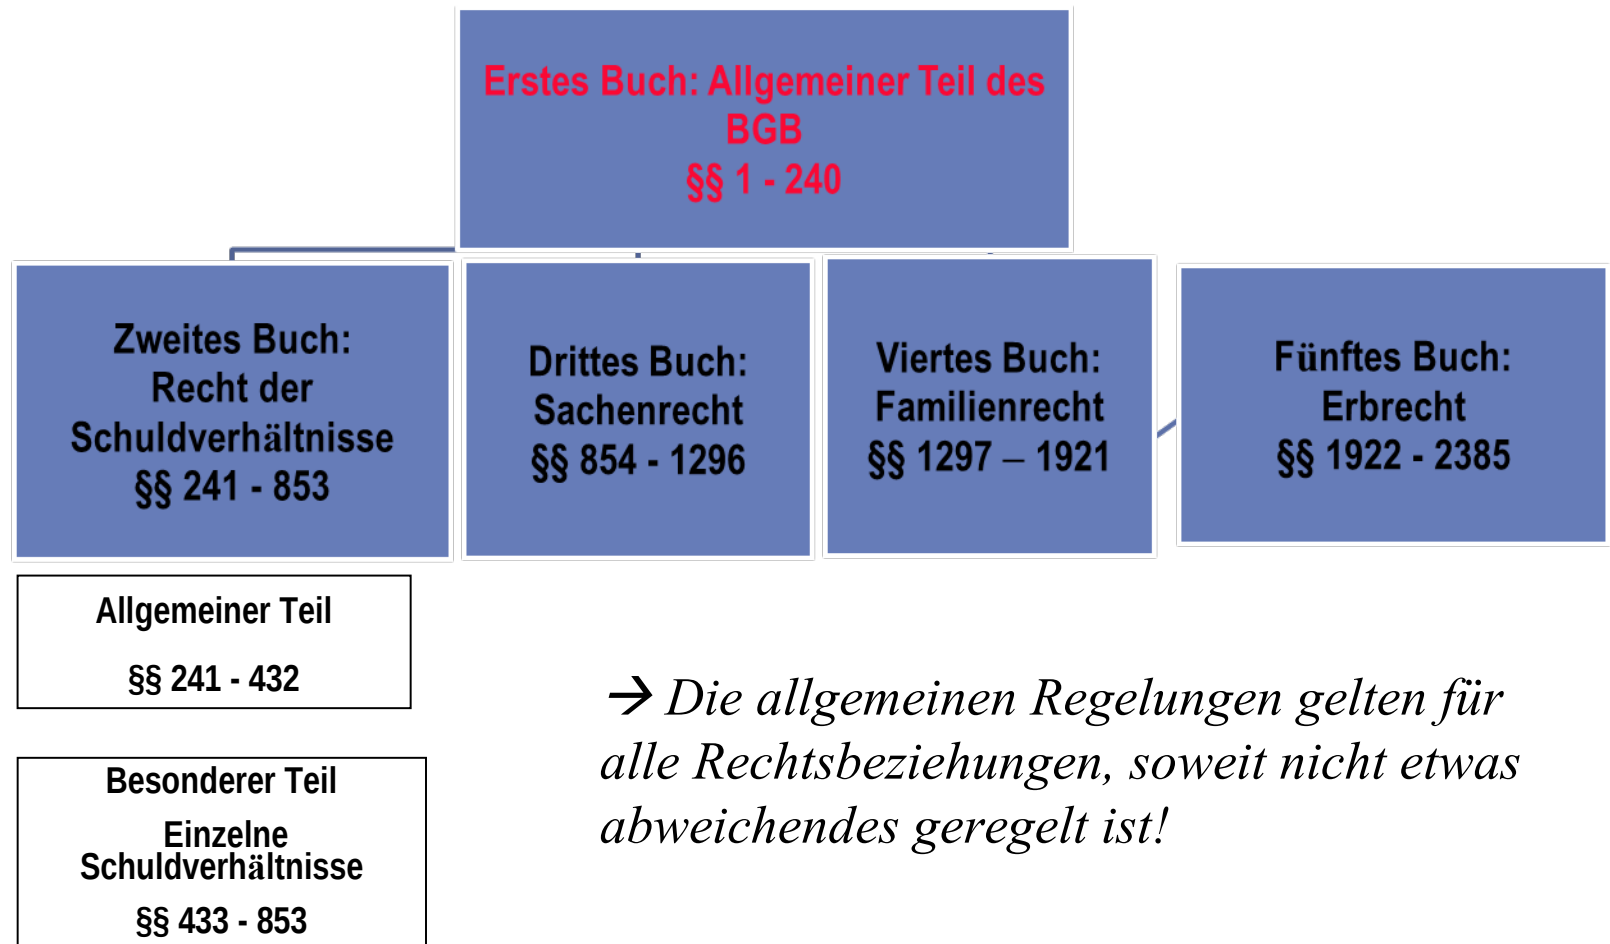 Erstes Buch: Allgemeiner Teil des
BGB
§§ 1 - 240
Zweites Buch:
Recht der
Schuldverhältnisse
§§ 241 - 853
Drittes Buch:
Sachenrecht
§§ 854 - 1296
Viertes Buch:
Familienrecht
§§ 1297 – 1921
Fünftes Buch:
Erbrecht
§§ 1922 - 2385
Allgemeiner Teil
§§ 241 - 432
Besonderer Teil
Einzelne
Schuldverhältnisse
§§ 433 - 853
→ Die allgemeinen Regelungen gelten für
alle Rechtsbeziehungen, soweit nicht etwas
abweichendes geregelt ist!